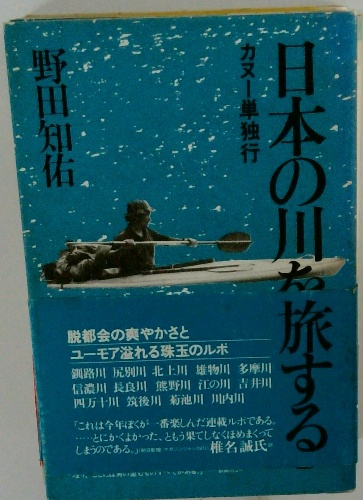 日本の川を旅する
カヌー単独行
野田知佑
脱都会の爽やかさと
ユーモア溢れる珠玉のルポ
釧路川 尻別川 北上川 雄物川 多摩川
信濃川 長良川 熊野川 江の川 吉井川
四万十川 筑後川 菊池川 川内川
「これは今年ぼくが一番楽しんだ連載ルポである。
……とにかくよかった、ともう果てしなくほめまくって
しまうのである。」
椎名誠氏